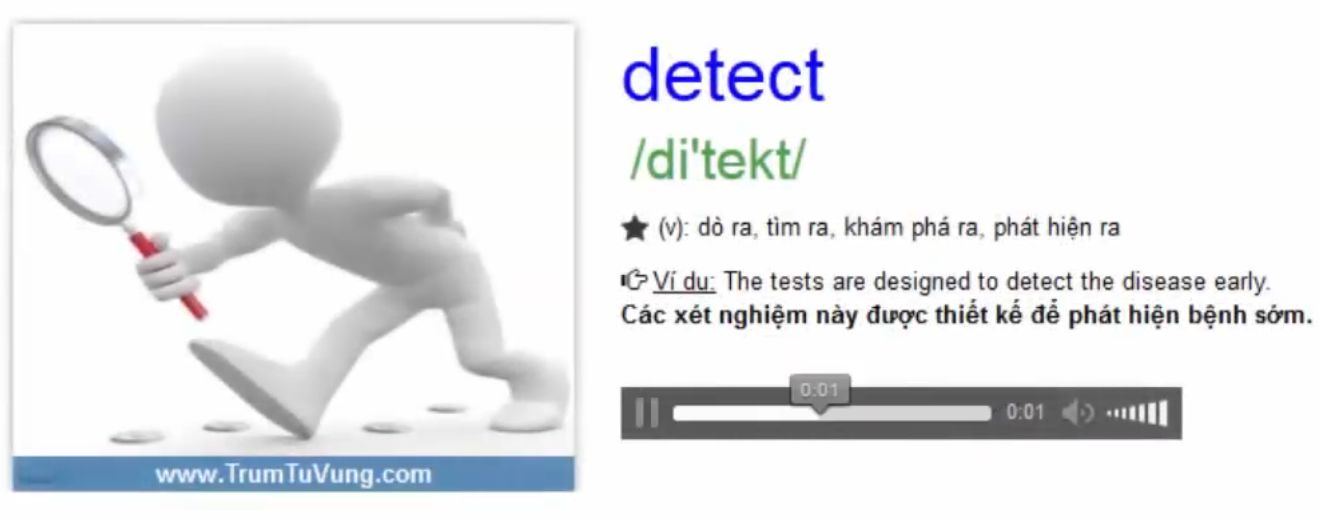 detect
/di'tekt/
★ (v): dò ra, tìm ra, khám phá ra, phát hiện ra
Ví dụ: The tests are designed to detect the disease early.
Các xét nghiệm này được thiết kế để phát hiện bệnh sớm.
0:01
0:01
www.TrumTuVung.com